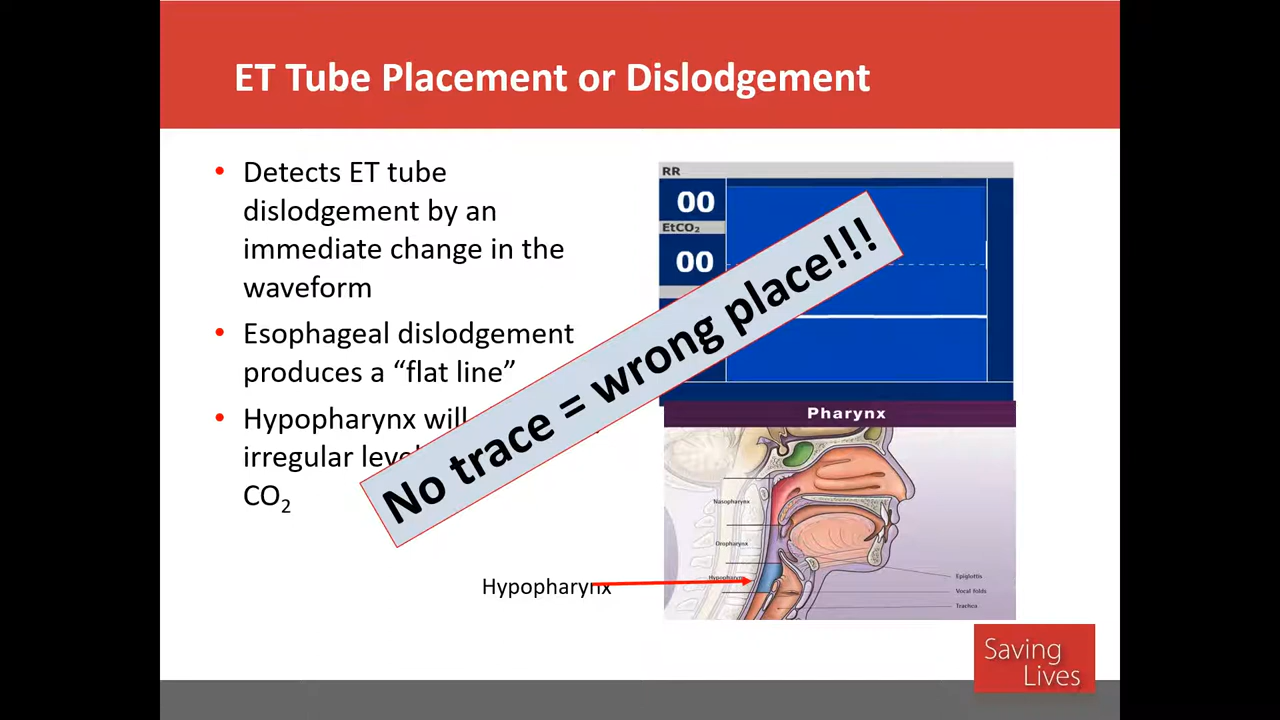 ET Tube Placement or Dislodgement
• Detects ET tube
dislodgement by an
immediate change in the
waveform
• Esophageal dislodgement
produces a “flat line”
• Hypopharynx will
irregular
CO₂
No trace = wrong place!!!
RR
00
EtCO₂
00
Pharynx
Nasopharynx
Oropharynx
Hypopharynx
Epiglottis
Vocal folds
Trachea
Hypopharynx
Saving
Lives